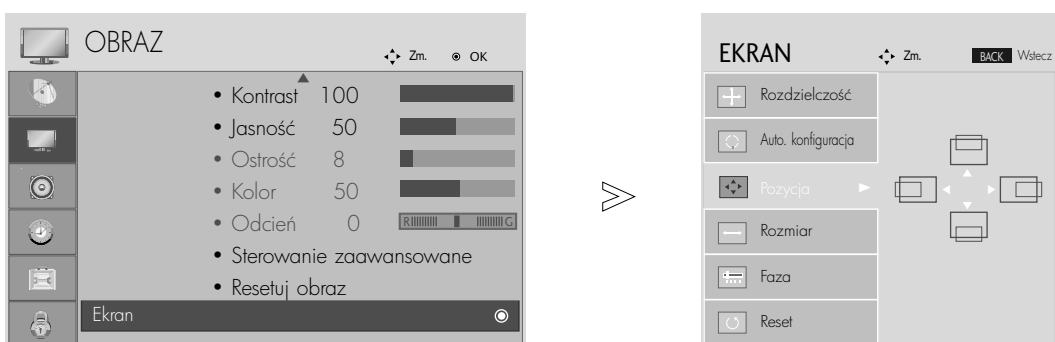 OBRAZ
Zm. OK
• Kontrast 100
• Jasność 50
• Ostrość 8
• Kolor 50
• Odcień 0 R G
• Sterowanie zaawansowane
• Resetuj obraz
Ekran
EKRAN
Zm. BACK Wstecz
Rozdzielczość
Auto. konfiguracja
Pozycja
Rozmiar
Faza
Reset